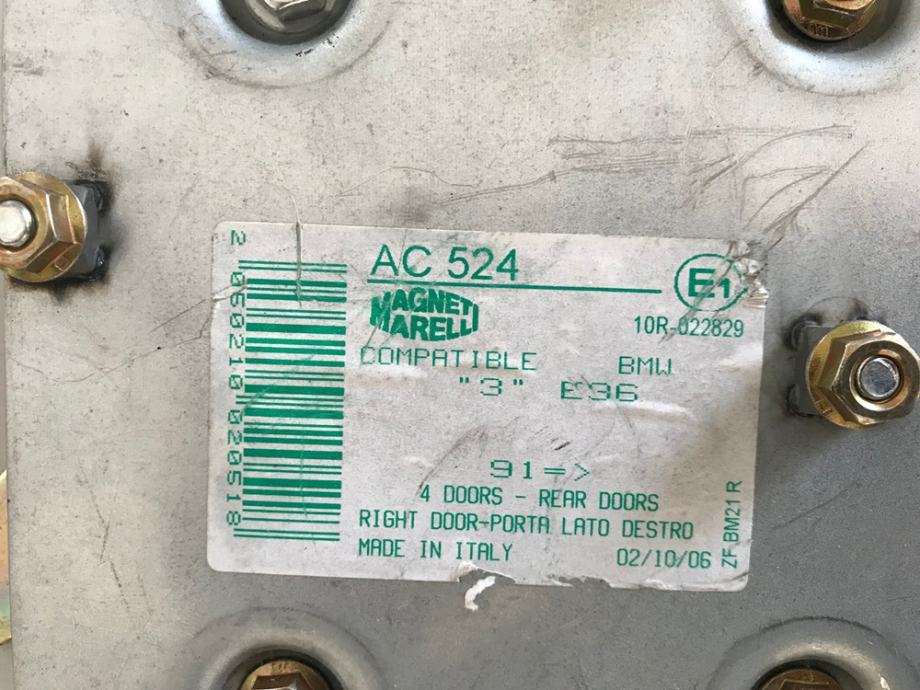 AC 524
E1
10R-022829
MAGNETI
MARELLI
COMPATIBLE BMW
"3" E36
91=>
4 DOORS - REAR DOORS
RIGHT DOOR-PORTA LATO DESTRO
MADE IN ITALY 02/10/06
ZF BM21 R
2 060210 020518